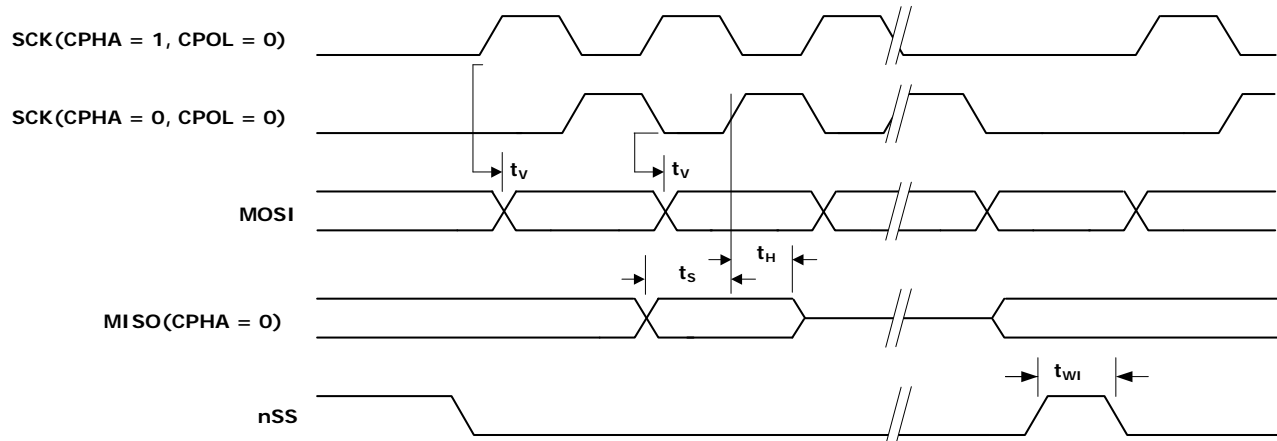 SCK(CPHA = 1, CPOL = 0)
SCK(CPHA = 0, CPOL = 0)
tV
tV
MOSI
tH
tS
MISO(CPHA = 0)
tWI
nSS